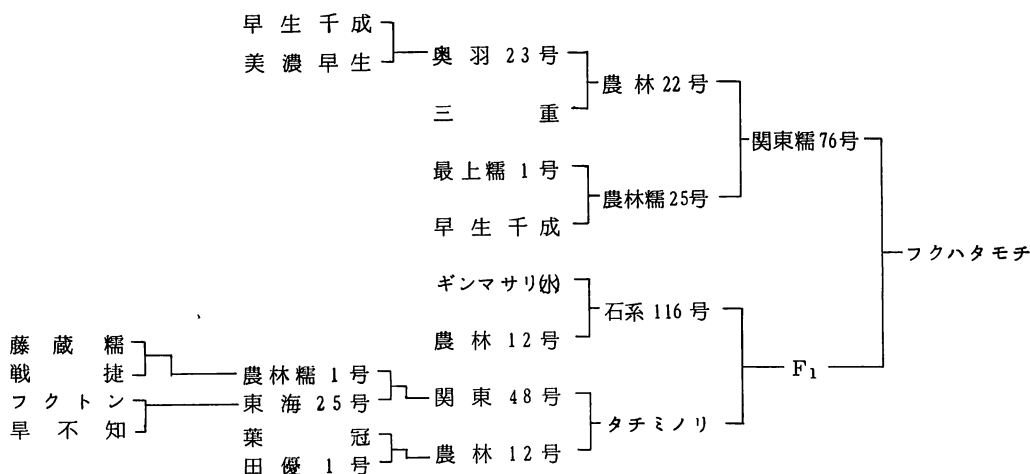 早生千成
美濃早生
奥羽23号
三重
農林22号
最上糯1号
早生千成
農林糯25号
関東糯76号
ギンマサリ(水)
農林12号
石系116号
藤蔵糯
戦捷
農林糯1号
フクトン
旱不知
東海25号
関東48号
葉冠
田優1号
農林12号
タチミノリ
F₁
フクハタモチ